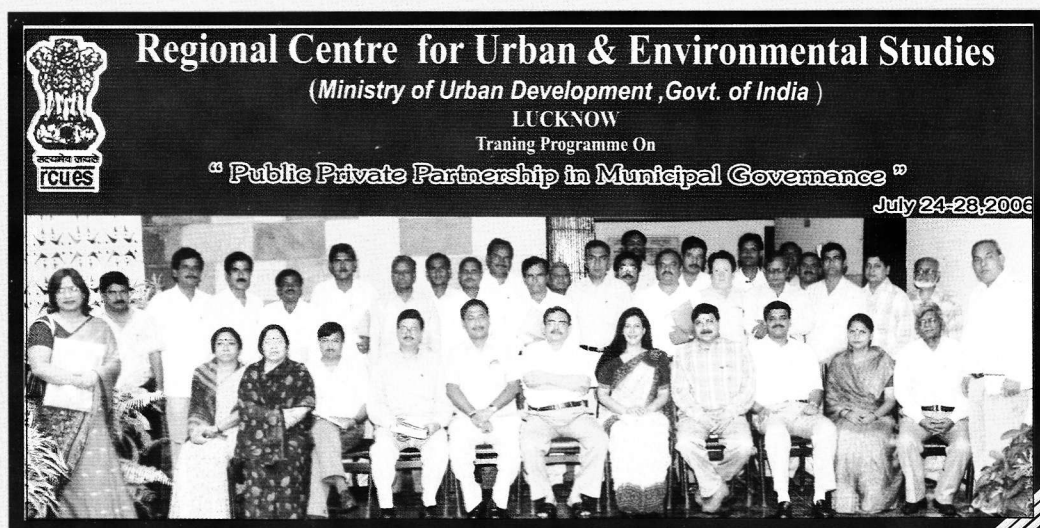 Regional Centre for Urban & Environmental Studies
(Ministry of Urban Development ,Govt. of India )
LUCKNOW
Traning Programme On
“ Public Private Partnership in Municipal Governance ”
July 24-28,2006
सत्यमेव जयते
rcues